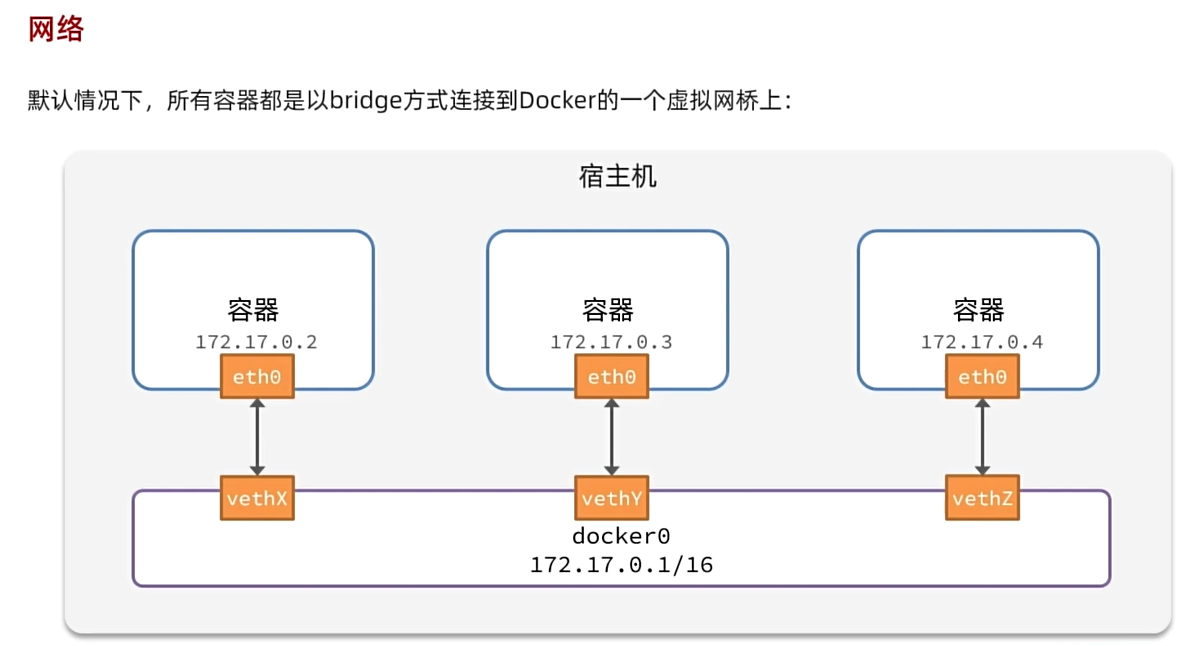 网络
默认情况下，所有容器都是以bridge方式连接到Docker的一个虚拟网桥上：
宿主机
容器
172.17.0.2
eth0
容器
172.17.0.3
eth0
容器
172.17.0.4
eth0
vethX
vethY
vethZ
docker0
172.17.0.1/16